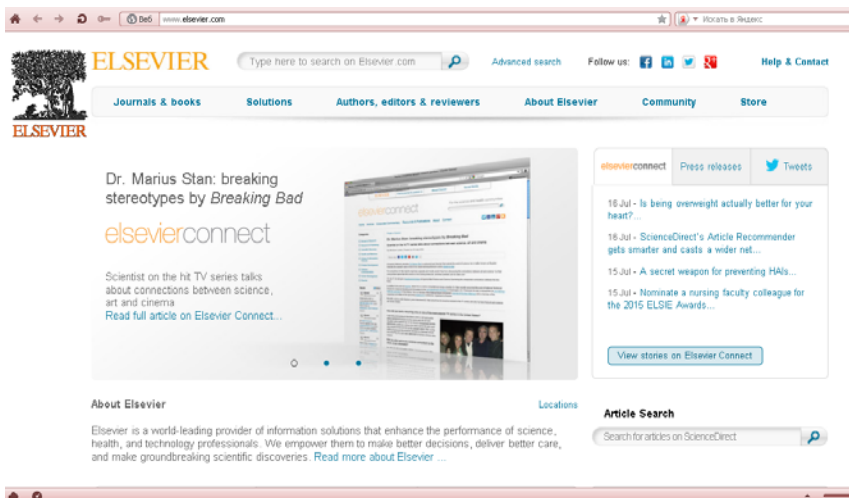 Веб www.elsevier.com Искать в Яндекс
ELSEVIER
Type here to search on Elsevier.com Advanced search Follow us: Help & Contact
Journals & books Solutions Authors, editors & reviewers About Elsevier Community Store
ELSEVIER
Dr. Marius Stan: breaking
stereotypes by Breaking Bad
elsevierconnect
Scientist on the hit TV series talks
about connections between science,
art and cinema
Read full article on Elsevier Connect...
elsevierconnect
elsevierconnect Press releases Tweets
16 Jul - Is being overweight actually better for your
heart?...
16 Jul - ScienceDirect's Article Recommender
gets smarter and casts a wider net...
15 Jul - A secret weapon for preventing HAIs...
15 Jul - Nominate a nursing faculty colleague for
the 2015 ELSIE Awards...
View stories on Elsevier Connect
About Elsevier Locations
Elsevier is a world-leading provider of information solutions that enhance the performance of science,
health, and technology professionals. We empower them to make better decisions, deliver better care,
and make groundbreaking scientific discoveries. Read more about Elsevier ...
Article Search
Search for articles on ScienceDirect